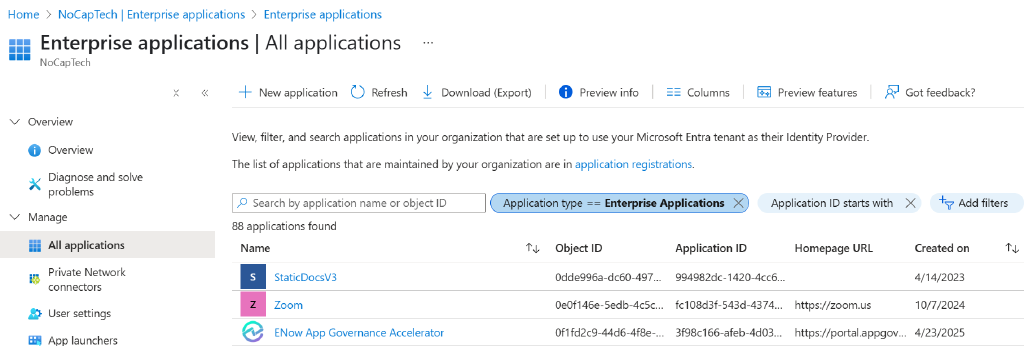 Home > NoCapTech | Enterprise applications > Enterprise applications
Enterprise applications | All applications ...
NoCapTech
New application Refresh Download (Export) Preview info Columns Preview features Got feedback?
Overview
Overview
Diagnose and solve
problems
Manage
All applications
Private Network
connectors
User settings
App launchers
View, filter, and search applications in your organization that are set up to use your Microsoft Entra tenant as their Identity Provider.
The list of applications that are maintained by your organization are in application registrations.
Search by application name or object ID Application type == Enterprise Applications Application ID starts with Add filters
88 applications found
Name Object ID Application ID Homepage URL Created on
S StaticDocsV3 0dde996a-dc60-497... 994982dc-1420-4cc6... 4/14/2023
Z Zoom 0e0f146e-5edb-4c5c... fc108d3f-543d-4374... https://zoom.us 10/7/2024
ENow App Governance Accelerator 0f1fd2c9-44d6-4f8e-... 3f98c166-afeb-4d03... https://portal.appgov... 4/23/2025